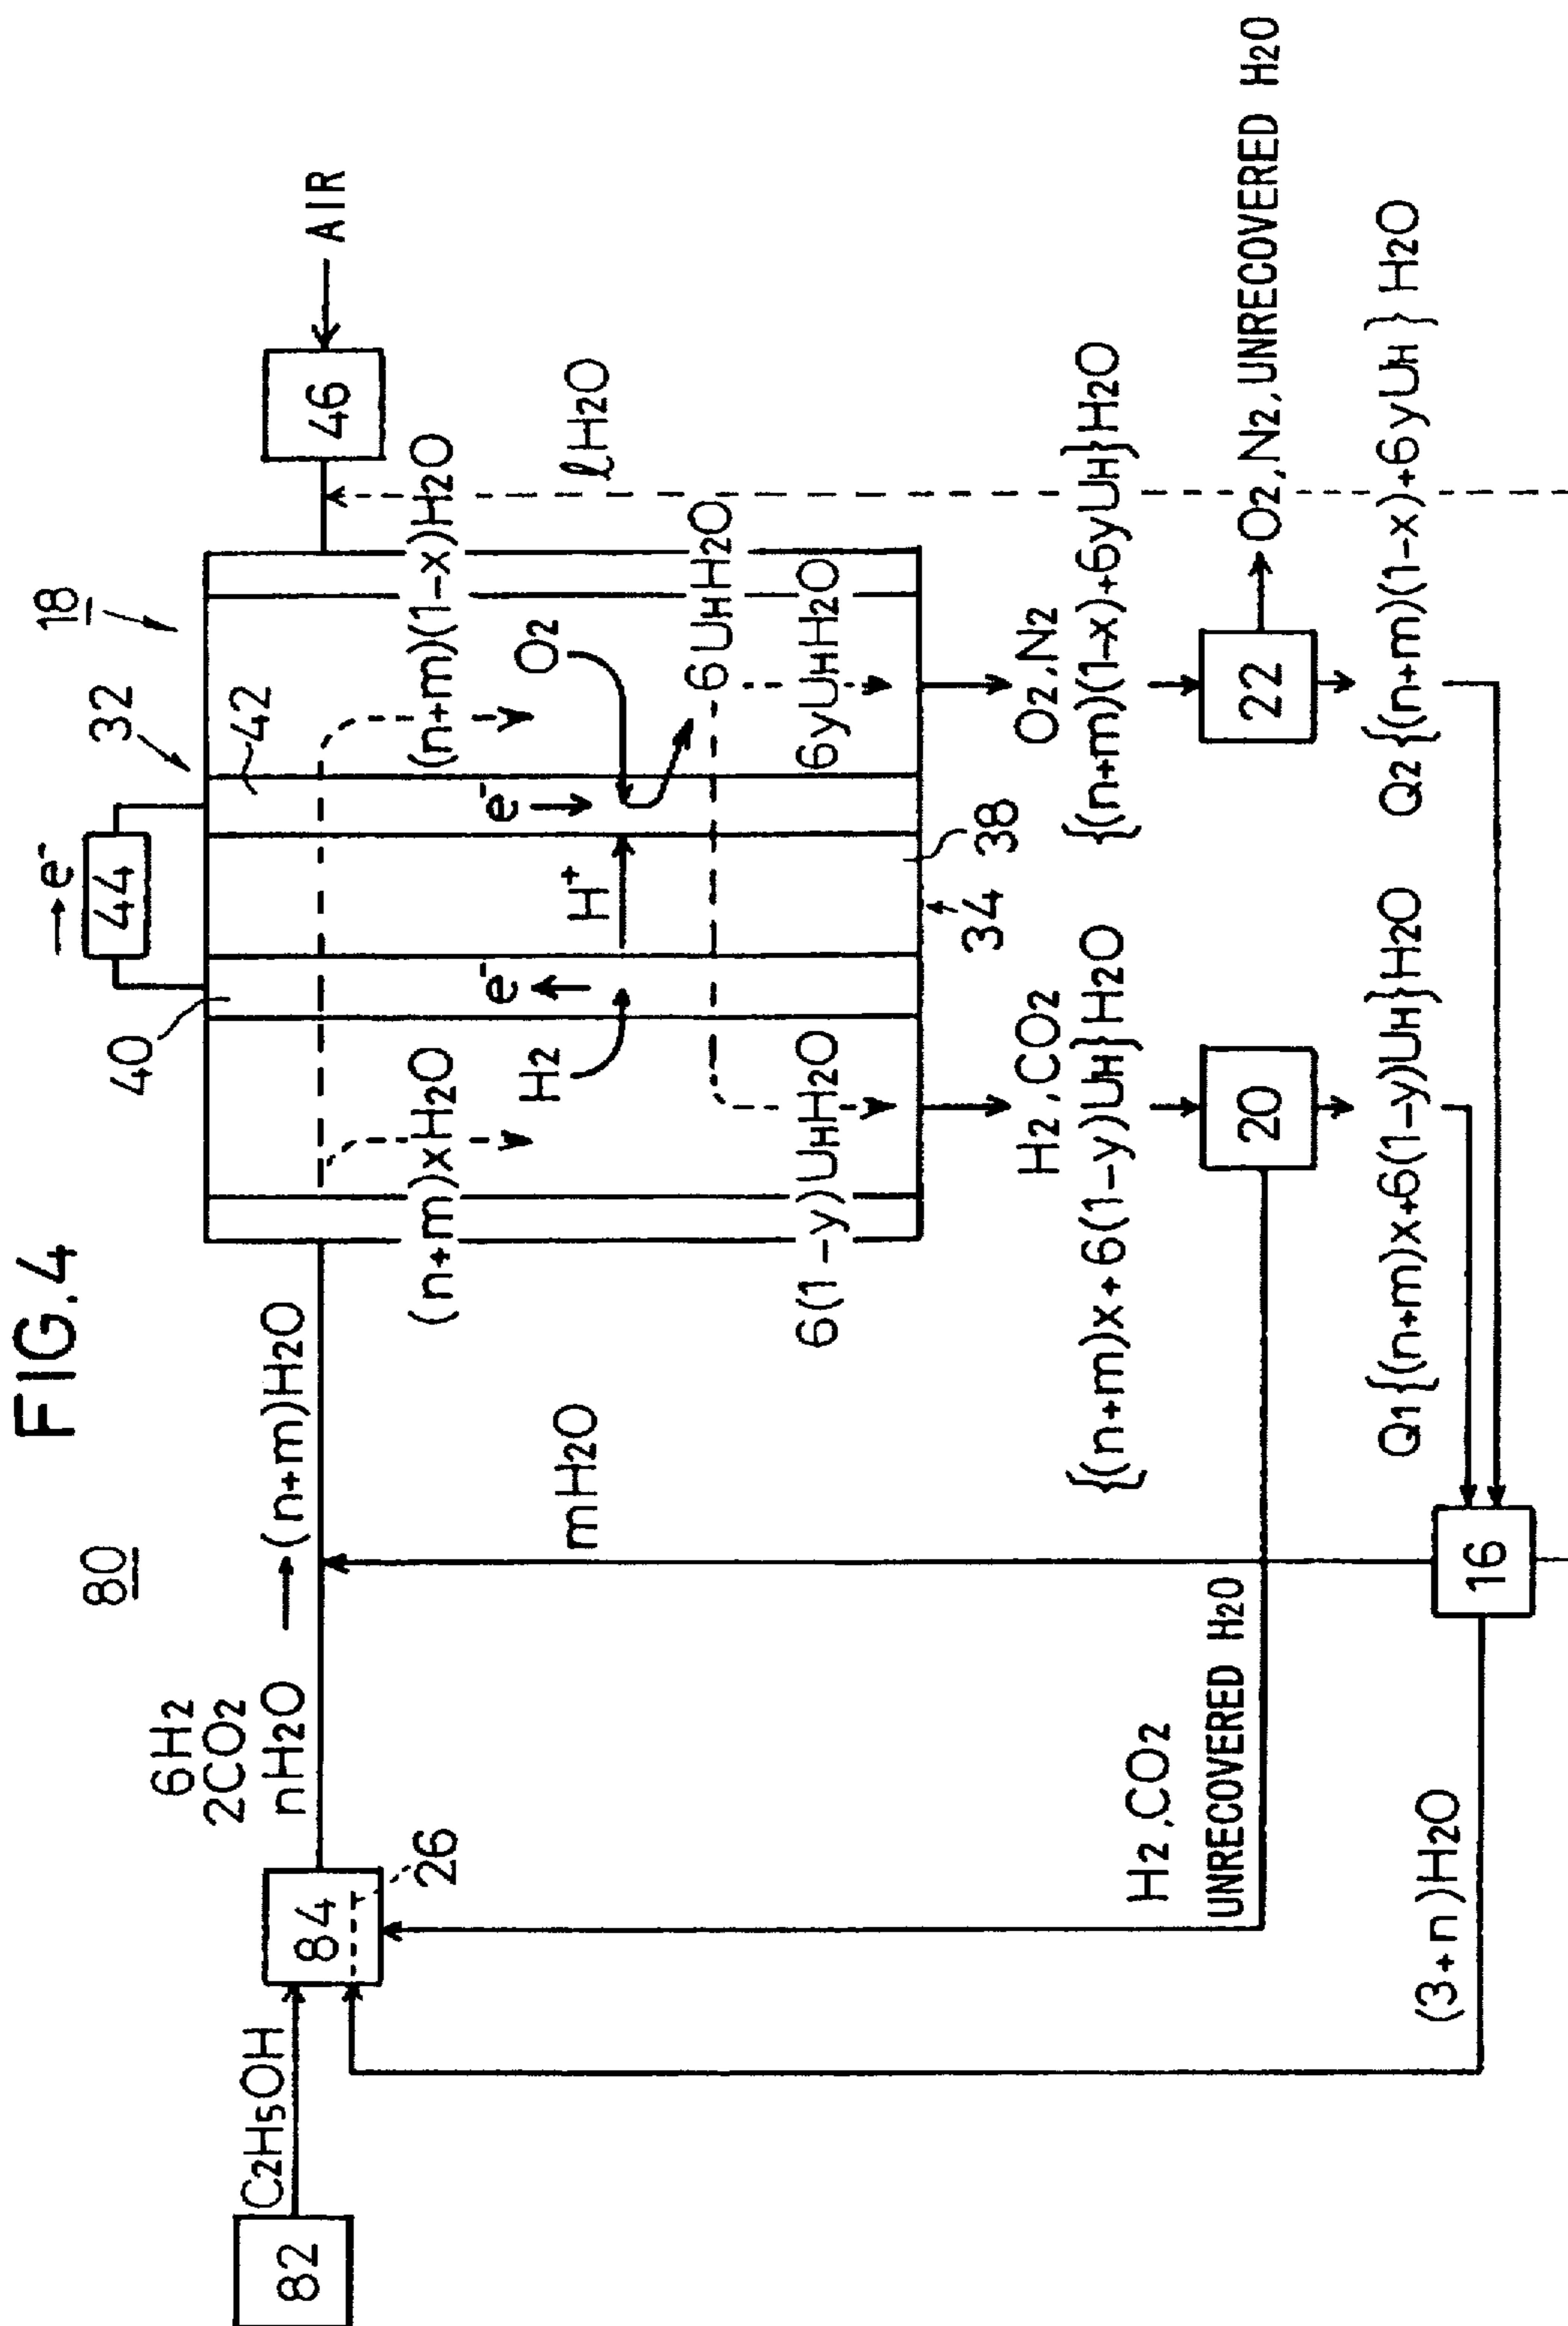 FIG.4
80
82
C2H5OH
84
26
6H2
2CO2
nH2O
(n+m)H2O
mH2O
H2,CO2
UNRECOVERED H2O
(3+n)H2O
16
40
44
e-
32
42
18
46
AIR
ℓH2O
(n+m)xH2O
(n+m)(1-x)H2O
e-
e-
H2
H+
O2
6UHH2O
6(1-y)UHH2O
6yUHH2O
34
38
H2,CO2
{(n+m)x+6(1-y)UH}H2O
O2,N2
{(n+m)(1-x)+6yUH}H2O
20
22
O2,N2,UNRECOVERED H2O
Q1{(n+m)x+6(1-y)UH}H2O
Q2{(n+m)(1-x)+6yUH}H2O